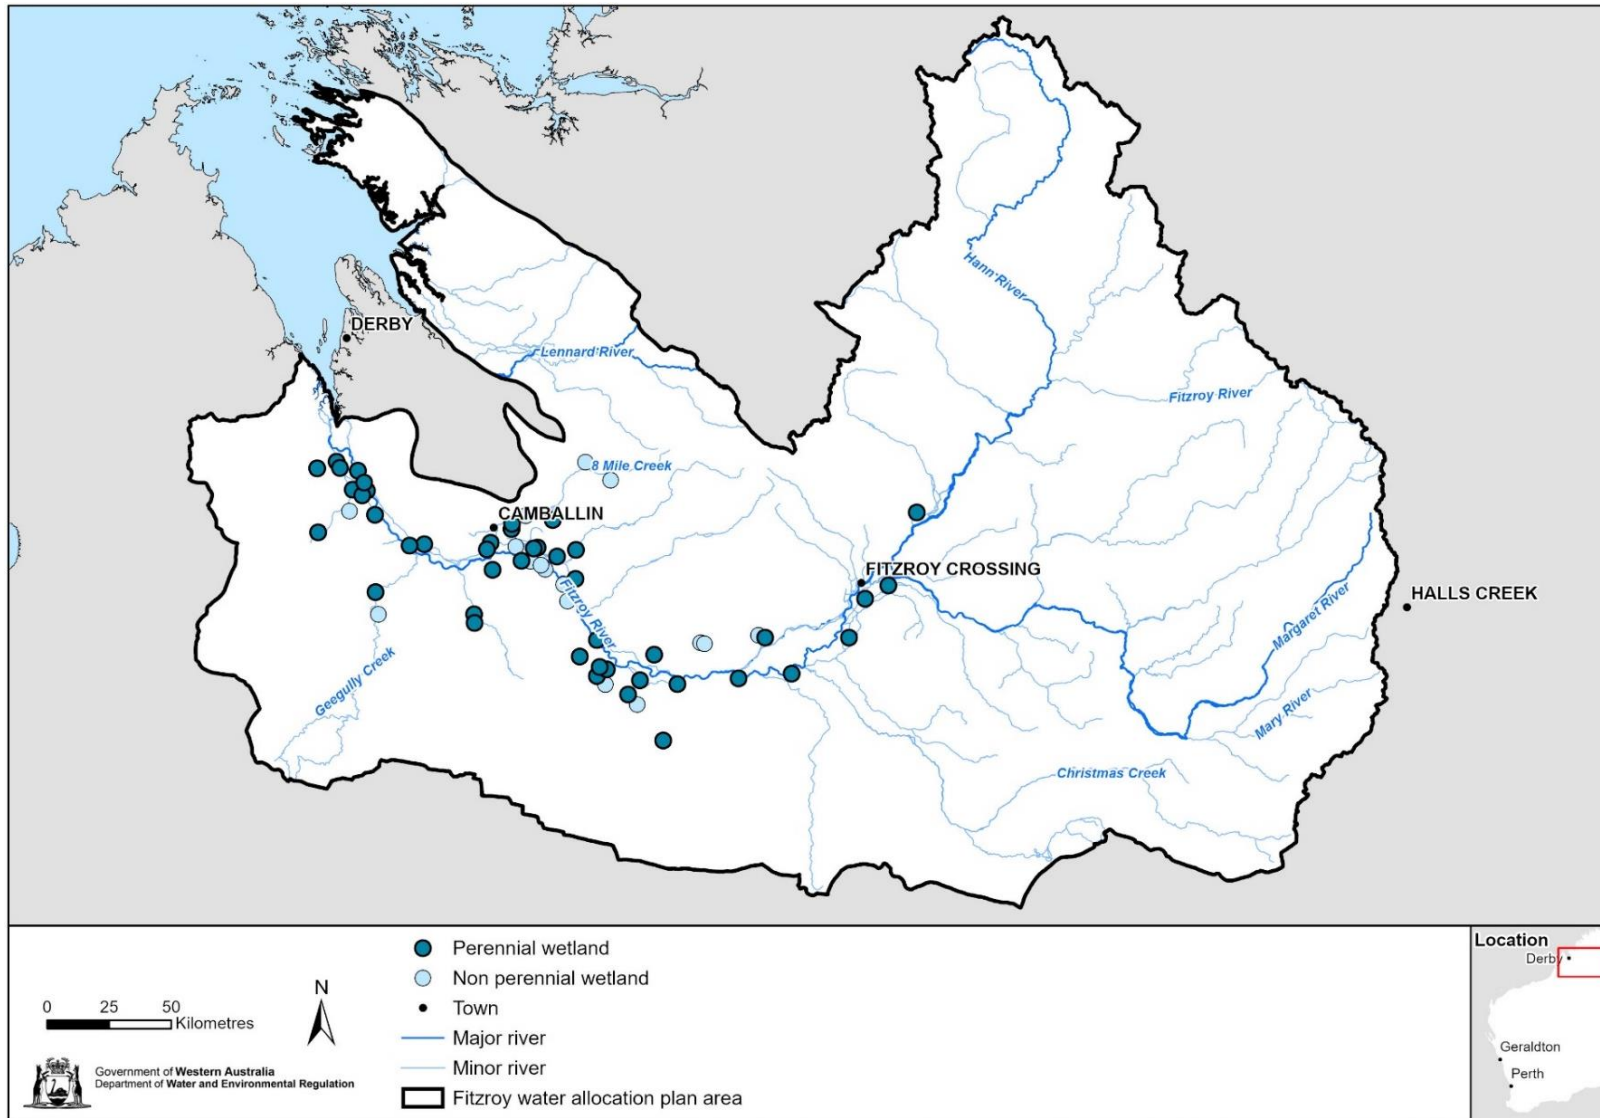 Hann River
DERBY
Lennard River
Fitzroy River
8 Mile Creek
CAMBALLIN
FITZROY CROSSING
Fitzroy River
HALLS CREEK
Margaret River
Geegully Creek
Mary River
Christmas Creek
Perennial wetland
Non perennial wetland
Town
Major river
Minor river
Fitzroy water allocation plan area
N
0 25 50
Kilometres
Government of Western Australia
Department of Water and Environmental Regulation
Location
Derby
Geraldton
Perth